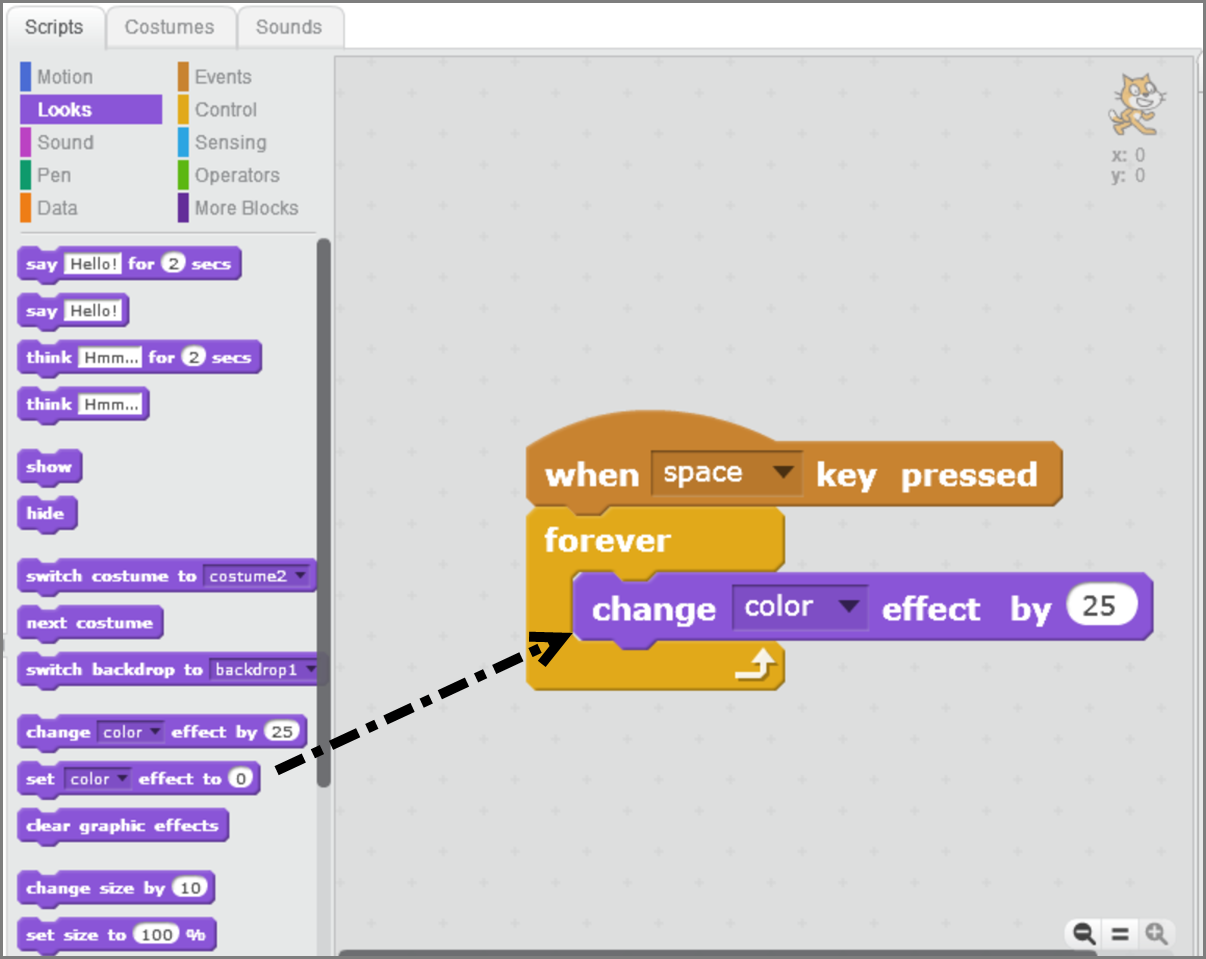 Scripts Costumes Sounds
Motion Events
Looks Control
Sound Sensing
Pen Operators
Data More Blocks
say Hello! for 2 secs
say Hello!
think Hmm... for 2 secs
think Hmm...
show
hide
switch costume to costume2
next costume
switch backdrop to backdrop1
change color effect by 25
set color effect to 0
clear graphic effects
change size by 10
set size to 100 %
x: 0
y: 0
when space key pressed
forever
change color effect by 25